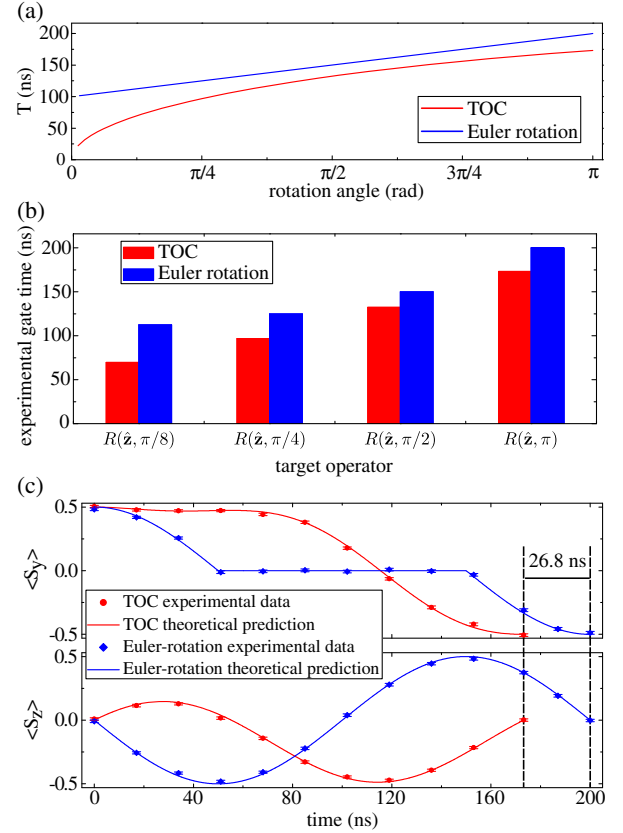 (a)
200
150
100
50
0
T (ns)
TOC
Euler rotation
0 π/4 π/2 3π/4 π
rotation angle (rad)
(b)
200
150
100
50
0
experimental gate time (ns)
TOC
Euler rotation
R(ẑ, π/8) R(ẑ, π/4) R(ẑ, π/2) R(ẑ, π)
target operator
(c)
0.5
0.0
-0.5
<Sy>
26.8 ns
TOC experimental data
TOC theoretical prediction
Euler-rotation experimental data
Euler-rotation theoretical prediction
0.5
0.0
-0.5
<Sz>
0 40 80 120 160 200
time (ns)